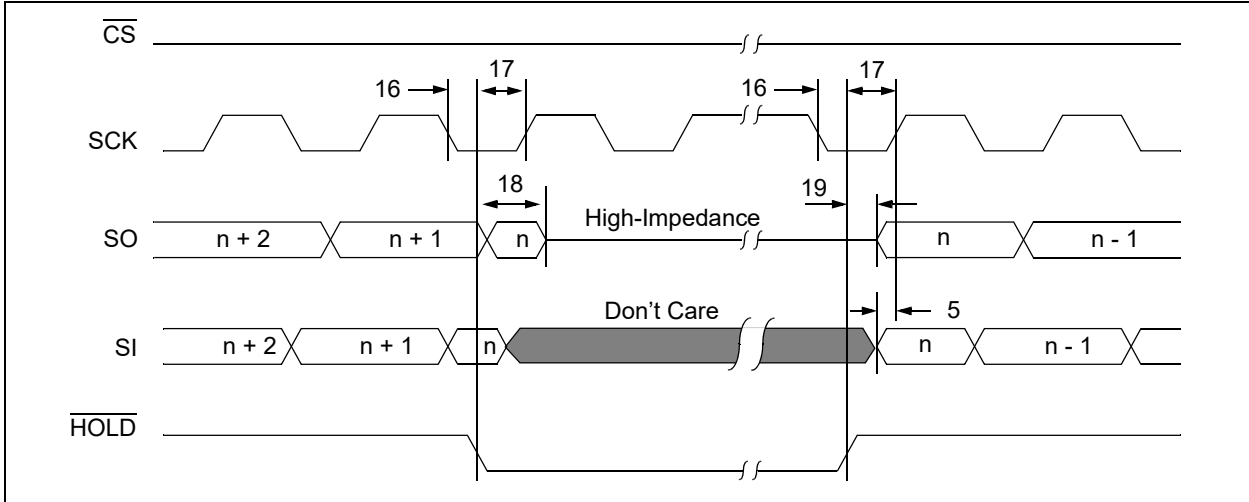 CS
16
17
16
17
SCK
18
19
High-Impedance
SO
n + 2
n + 1
n
n
n - 1
Don't Care
5
SI
n + 2
n + 1
n
n
n - 1
HOLD